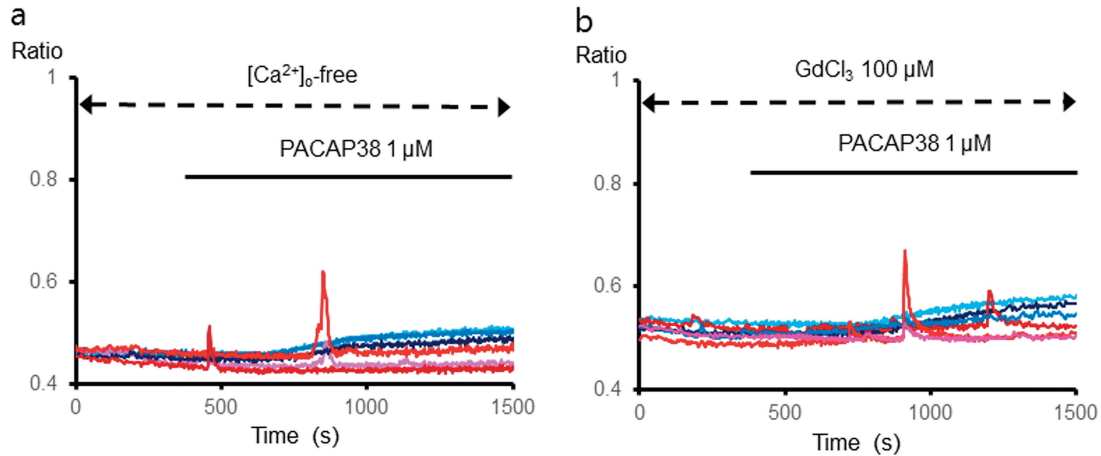 a
Ratio
[Ca²⁺]ₒ-free
PACAP38 1 μM
1
0.8
0.6
0.4
0
500
1000
1500
Time (s)
b
Ratio
GdCl₃ 100 μM
PACAP38 1 μM
1
0.8
0.6
0.4
0
500
1000
1500
Time (s)